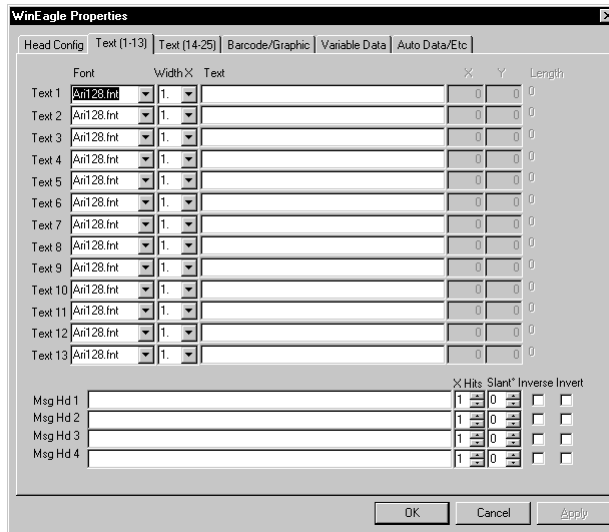 WinEagle Properties
Head Config Text (1-13) Text (14-25) Barcode/Graphic Variable Data Auto Data/Etc
Font Width X Text X Y Length
Text 1 Ari128.fnt 1. 0 0 0
Text 2 Ari128.fnt 1. 0 0 0
Text 3 Ari128.fnt 1. 0 0 0
Text 4 Ari128.fnt 1. 0 0 0
Text 5 Ari128.fnt 1. 0 0 0
Text 6 Ari128.fnt 1. 0 0 0
Text 7 Ari128.fnt 1. 0 0 0
Text 8 Ari128.fnt 1. 0 0 0
Text 9 Ari128.fnt 1. 0 0 0
Text 10 Ari128.fnt 1. 0 0 0
Text 11 Ari128.fnt 1. 0 0 0
Text 12 Ari128.fnt 1. 0 0 0
Text 13 Ari128.fnt 1. 0 0 0
X Hits Slant° Inverse Invert
Msg Hd 1 1 0
Msg Hd 2 1 0
Msg Hd 3 1 0
Msg Hd 4 1 0
OK Cancel Apply